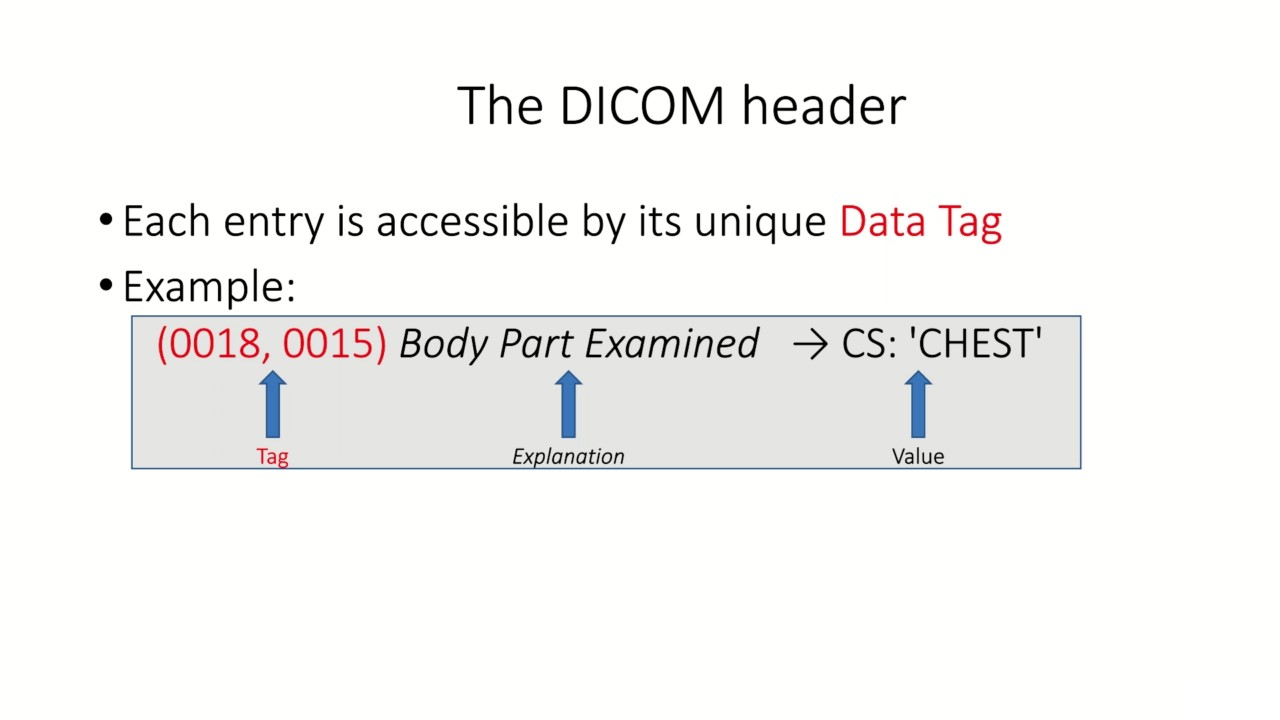 The DICOM header
• Each entry is accessible by its unique Data Tag
• Example:
(0018, 0015) Body Part Examined → CS: 'CHEST'
Tag Explanation Value